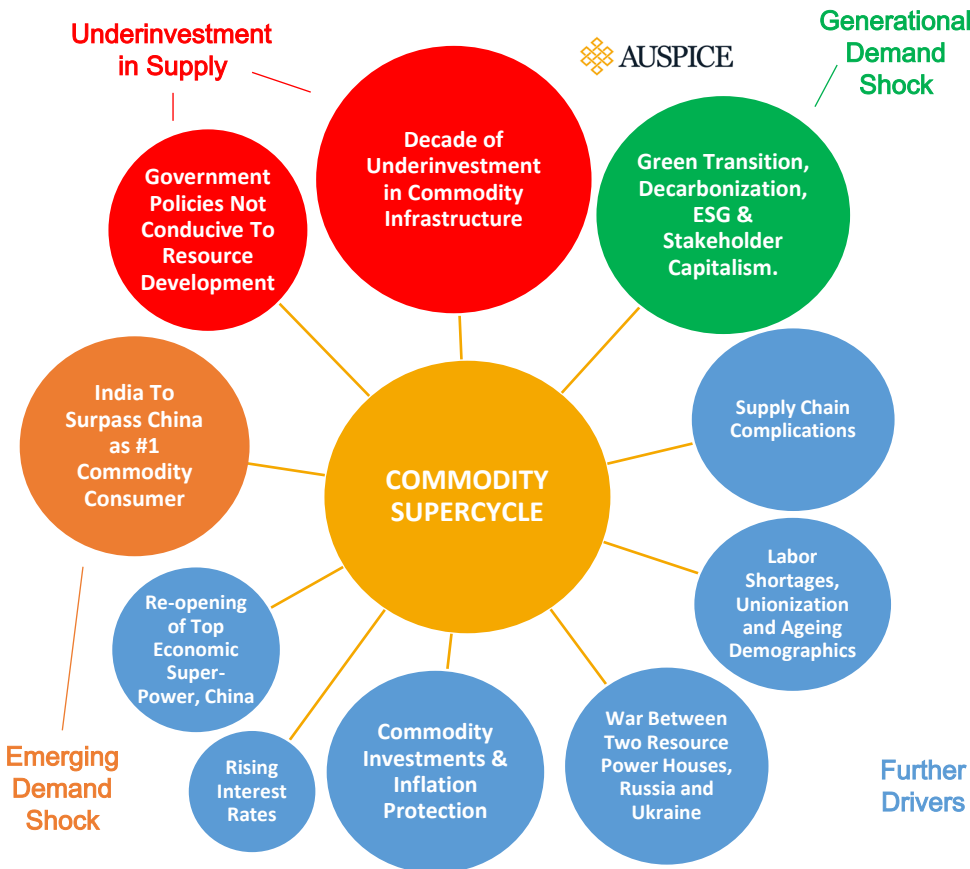 Underinvestment
in Supply
AUSPICE
Generational
Demand
Shock
Government
Policies Not
Conducive To
Resource
Development
Decade of
Underinvestment
in Commodity
Infrastructure
Green Transition,
Decarbonization,
ESG &
Stakeholder
Capitalism.
India To
Surpass China
as #1
Commodity
Consumer
COMMODITY
SUPERCYCLE
Supply Chain
Complications
Labor
Shortages,
Unionization
and Ageing
Demographics
Re-opening
of Top
Economic
Super-
Power, China
Rising
Interest
Rates
Commodity
Investments &
Inflation
Protection
War Between
Two Resource
Power Houses,
Russia and
Ukraine
Emerging
Demand
Shock
Further
Drivers